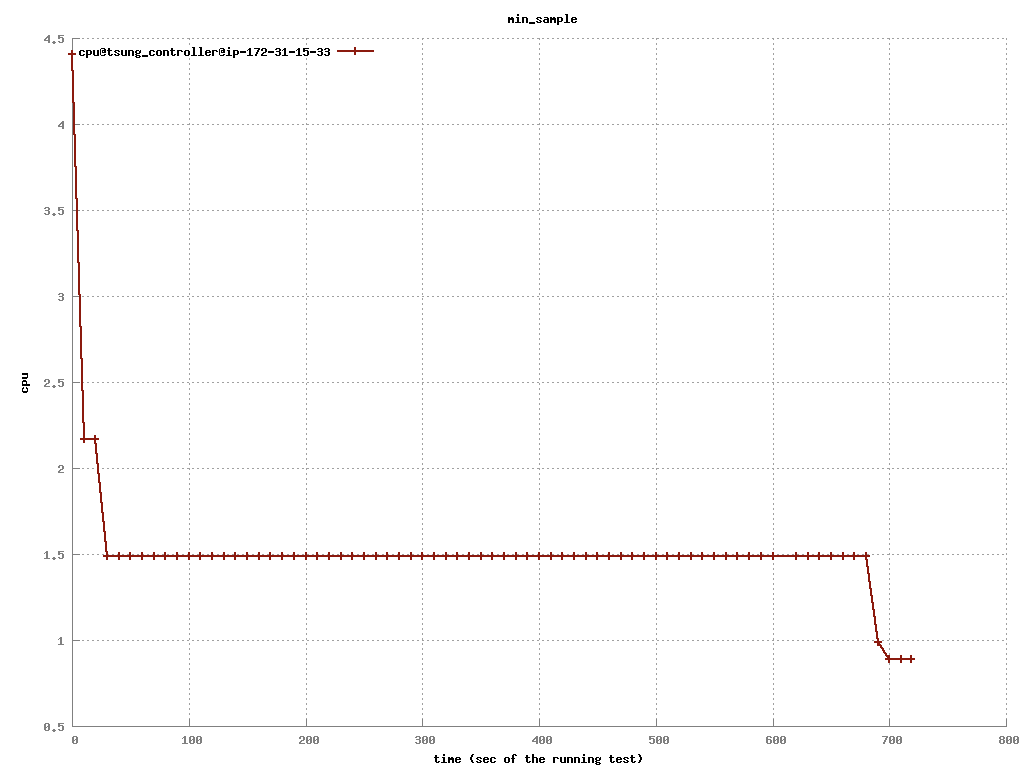 min_sample
cpu@tsung_controller@ip-172-31-15-33
4.5
4
3.5
3
2.5
2
1.5
1
0.5
cpu
0 100 200 300 400 500 600 700 800
time (sec of the running test)